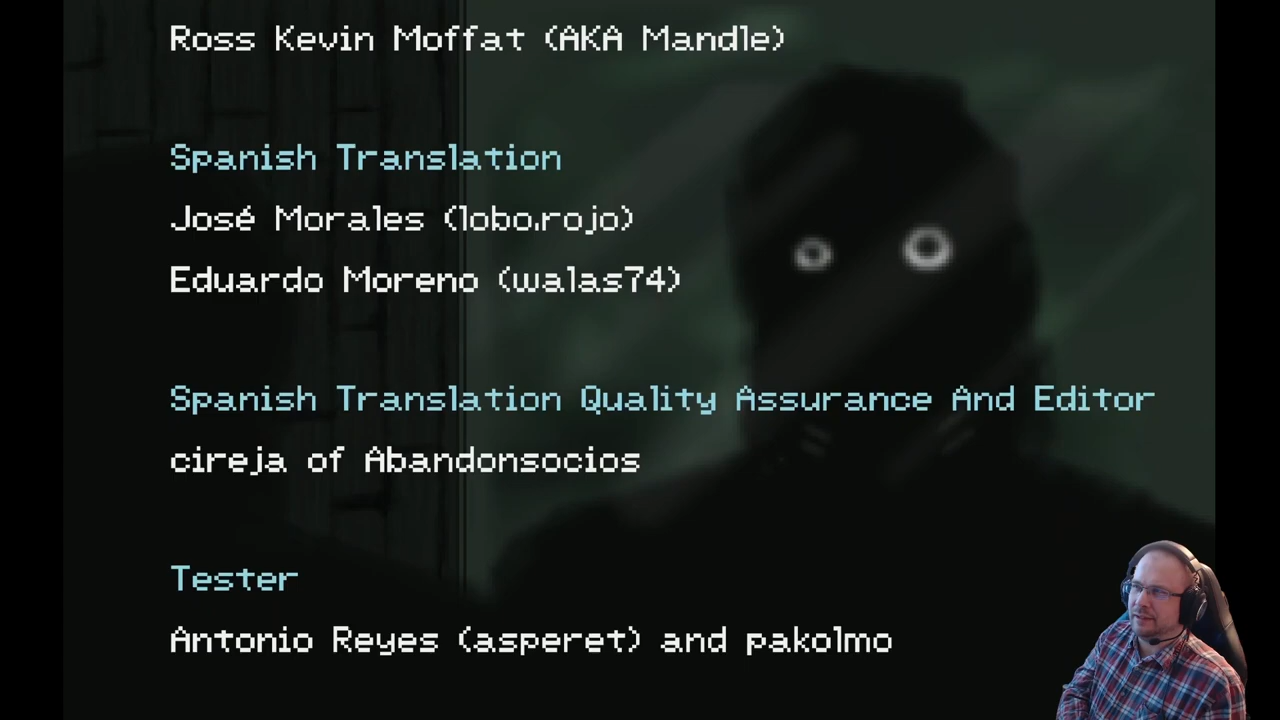 Ross Kevin Moffat (AKA Mandle)
Spanish Translation
José Morales (lobo.rojo)
Eduardo Moreno (walas74)
Spanish Translation Quality Assurance And Editor
cireja of Abandonsocios
Tester
Antonio Reyes (asperet) and pakolmo